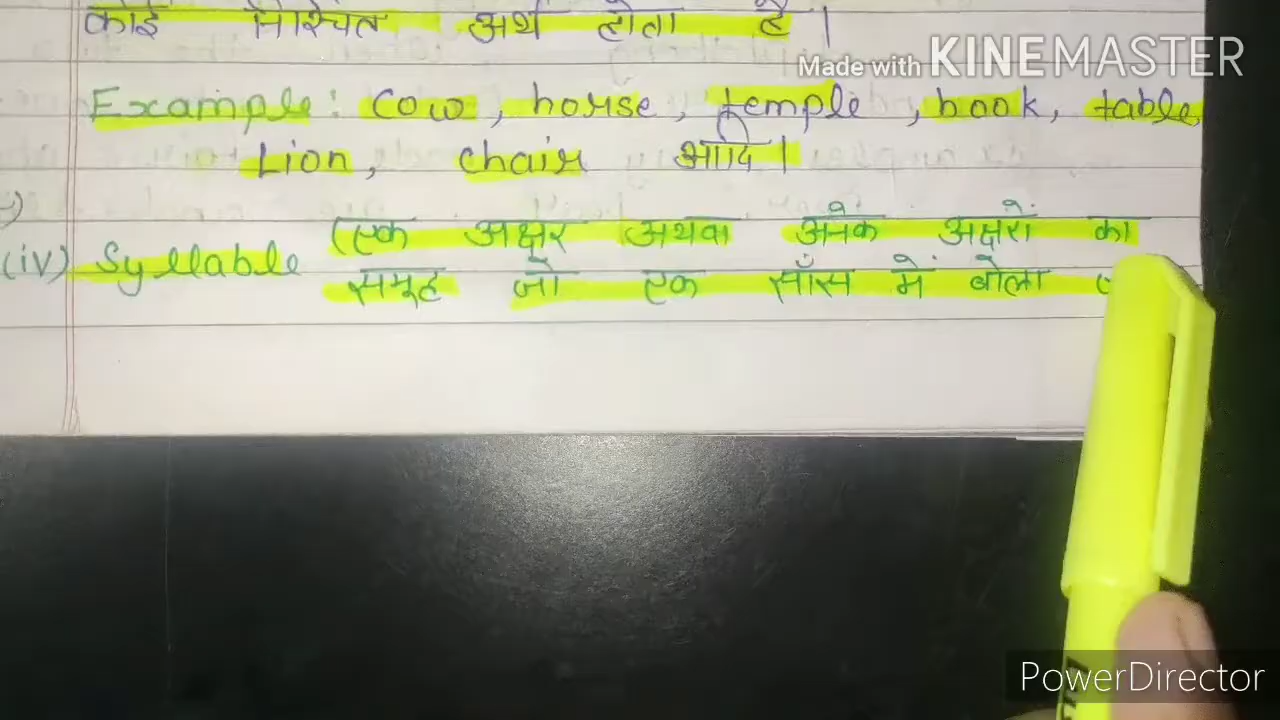 कोई निश्चित अर्थ होता है |
Made with KINEMASTER
Example: Cow, horse, temple, book, table,
Lion, chair आदि |
(iv) Syllable (एक अक्षर अथवा अनेक अक्षरों का
समूह जो एक साँस में बोला
PowerDirector